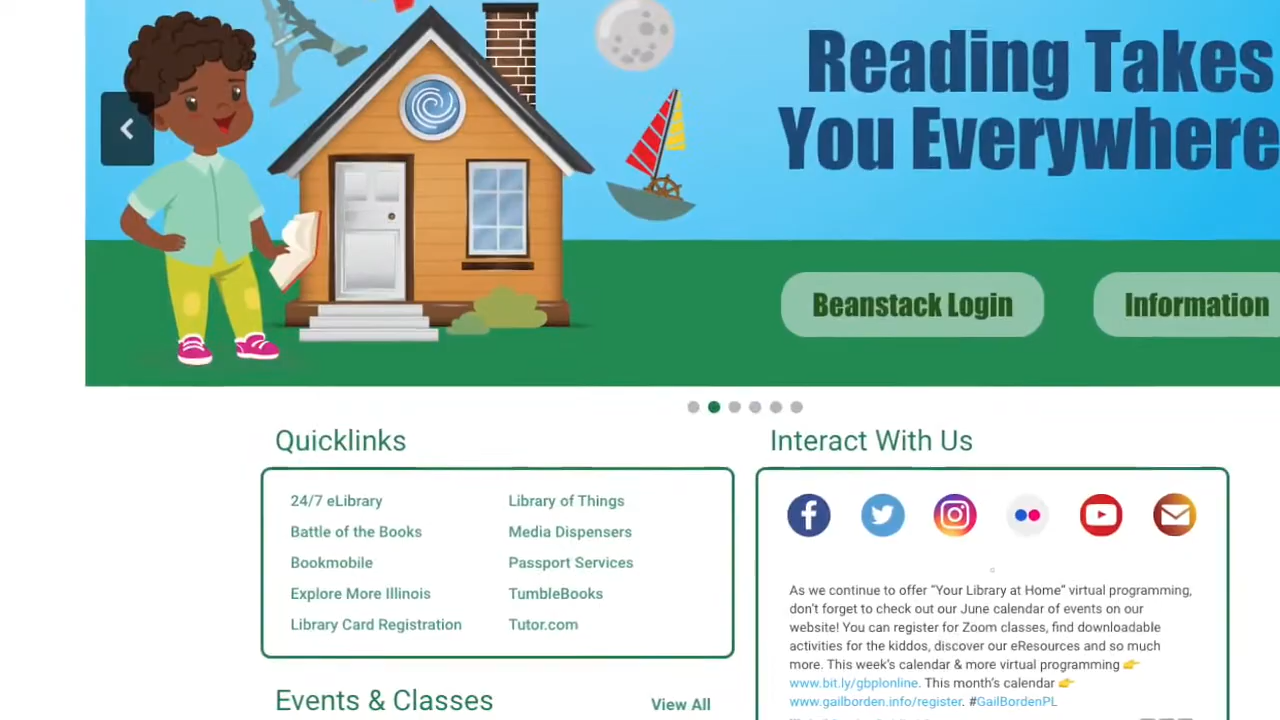 Reading Takes
You Everywhere
Beanstack Login
Information
Quicklinks
24/7 eLibrary
Battle of the Books
Bookmobile
Explore More Illinois
Library Card Registration
Library of Things
Media Dispensers
Passport Services
TumbleBooks
Tutor.com
Interact With Us
As we continue to offer “Your Library at Home” virtual programming,
don’t forget to check out our June calendar of events on our
website! You can register for Zoom classes, find downloadable
activities for the kiddos, discover our eResources and so much
more. This week’s calendar & more virtual programming 👉
www.bit.ly/gbplonline. This month’s calendar 👉
www.gailborden.info/register. #GailBordenPL
Events & Classes
View All